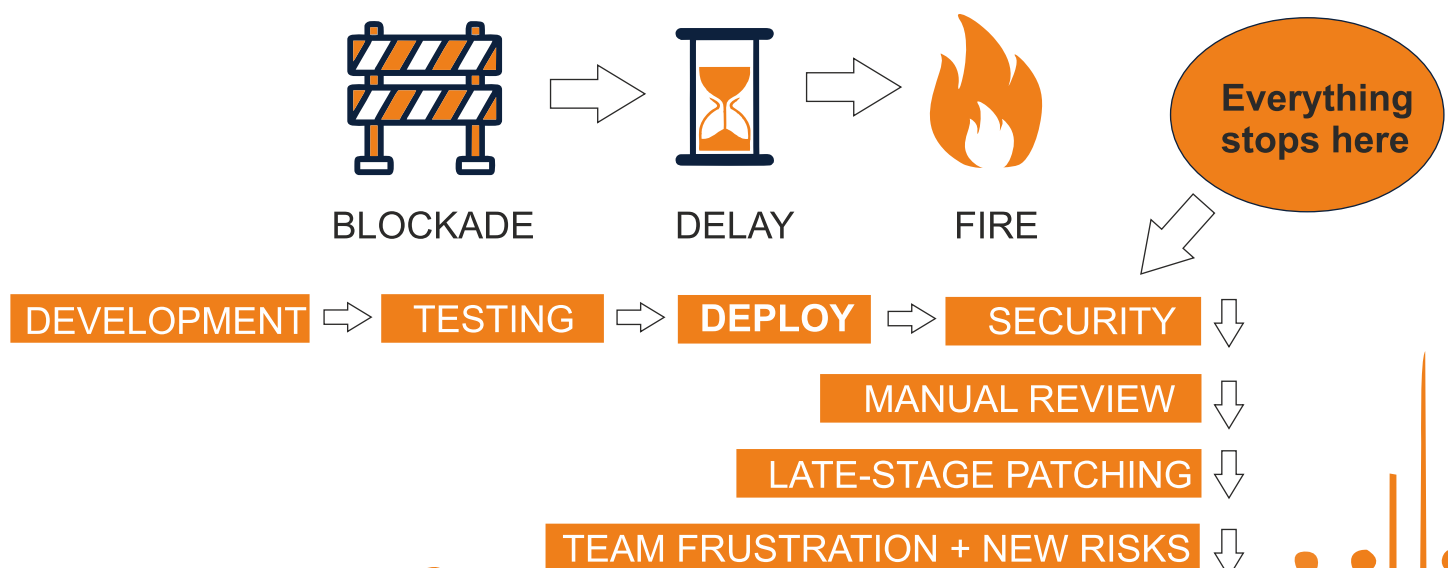 Everything
stops here
BLOCKADE
DELAY
FIRE
DEVELOPMENT
TESTING
DEPLOY
SECURITY
MANUAL REVIEW
LATE-STAGE PATCHING
TEAM FRUSTRATION + NEW RISKS